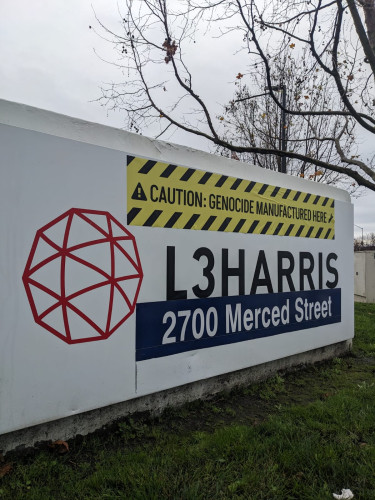 CAUTION: GENOCIDE MANUFACTURED HERE
L3HARRIS
2700 Merced Street